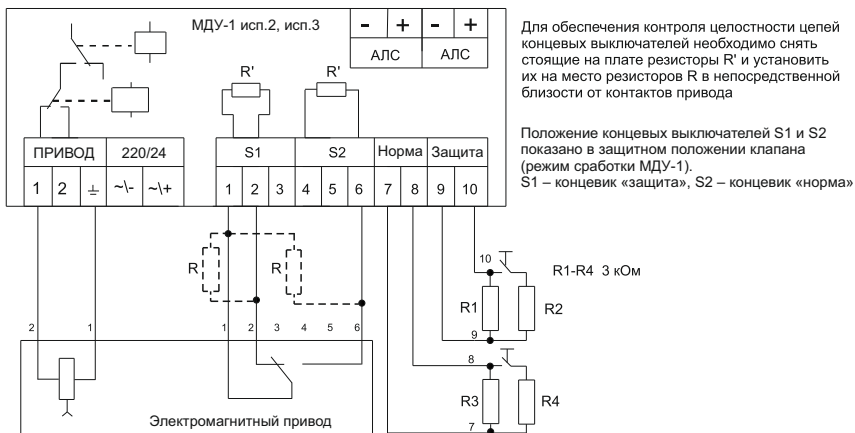 МДУ-1 исп.2, исп.3
- + - +
АЛС АЛС
R' R'
ПРИВОД 220/24 S1 S2 Норма Защита
1 2 ⏚ ~\- ~\+ 1 2 3 4 5 6 7 8 9 10
Для обеспечения контроля целостности цепей
концевых выключателей необходимо снять
стоящие на плате резисторы R' и установить
их на место резисторов R в непосредственной
близости от контактов привода
Положение концевых выключателей S1 и S2
показано в защитном положении клапана
(режим сработки МДУ-1).
S1 – концевик «защита», S2 – концевик «норма»
R R
10
R1-R4 3 кОм
R1 R2
9
2 1 1 2 3 4 5 6
8
R3 R4
7
Электромагнитный привод